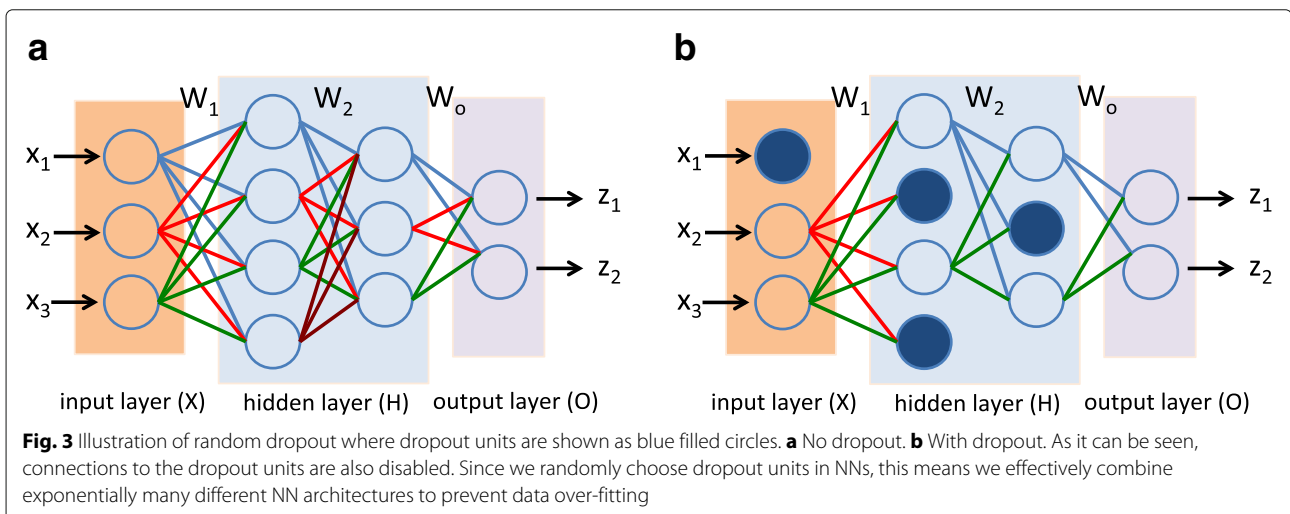 a
W1 W2 Wo
x1
x2
x3
z1
z2
input layer (X) hidden layer (H) output layer (O)
b
W1 W2 Wo
x1
x2
x3
z1
z2
input layer (X) hidden layer (H) output layer (O)
Fig. 3 Illustration of random dropout where dropout units are shown as blue filled circles. a No dropout. b With dropout. As it can be seen,
connections to the dropout units are also disabled. Since we randomly choose dropout units in NNs, this means we effectively combine
exponentially many different NN architectures to prevent data over-fitting